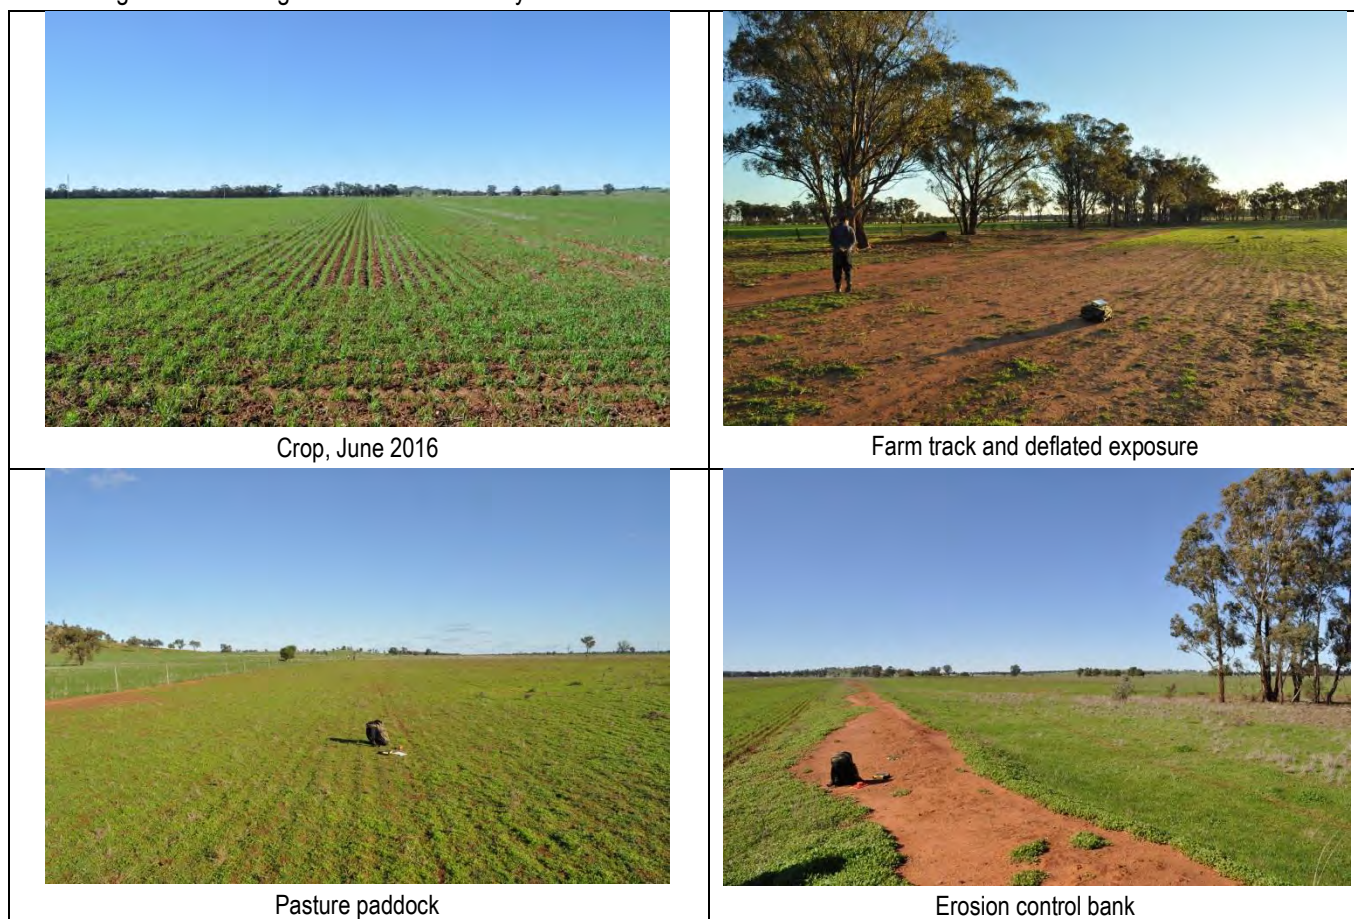 Crop, June 2016
Farm track and deflated exposure
Pasture paddock
Erosion control bank